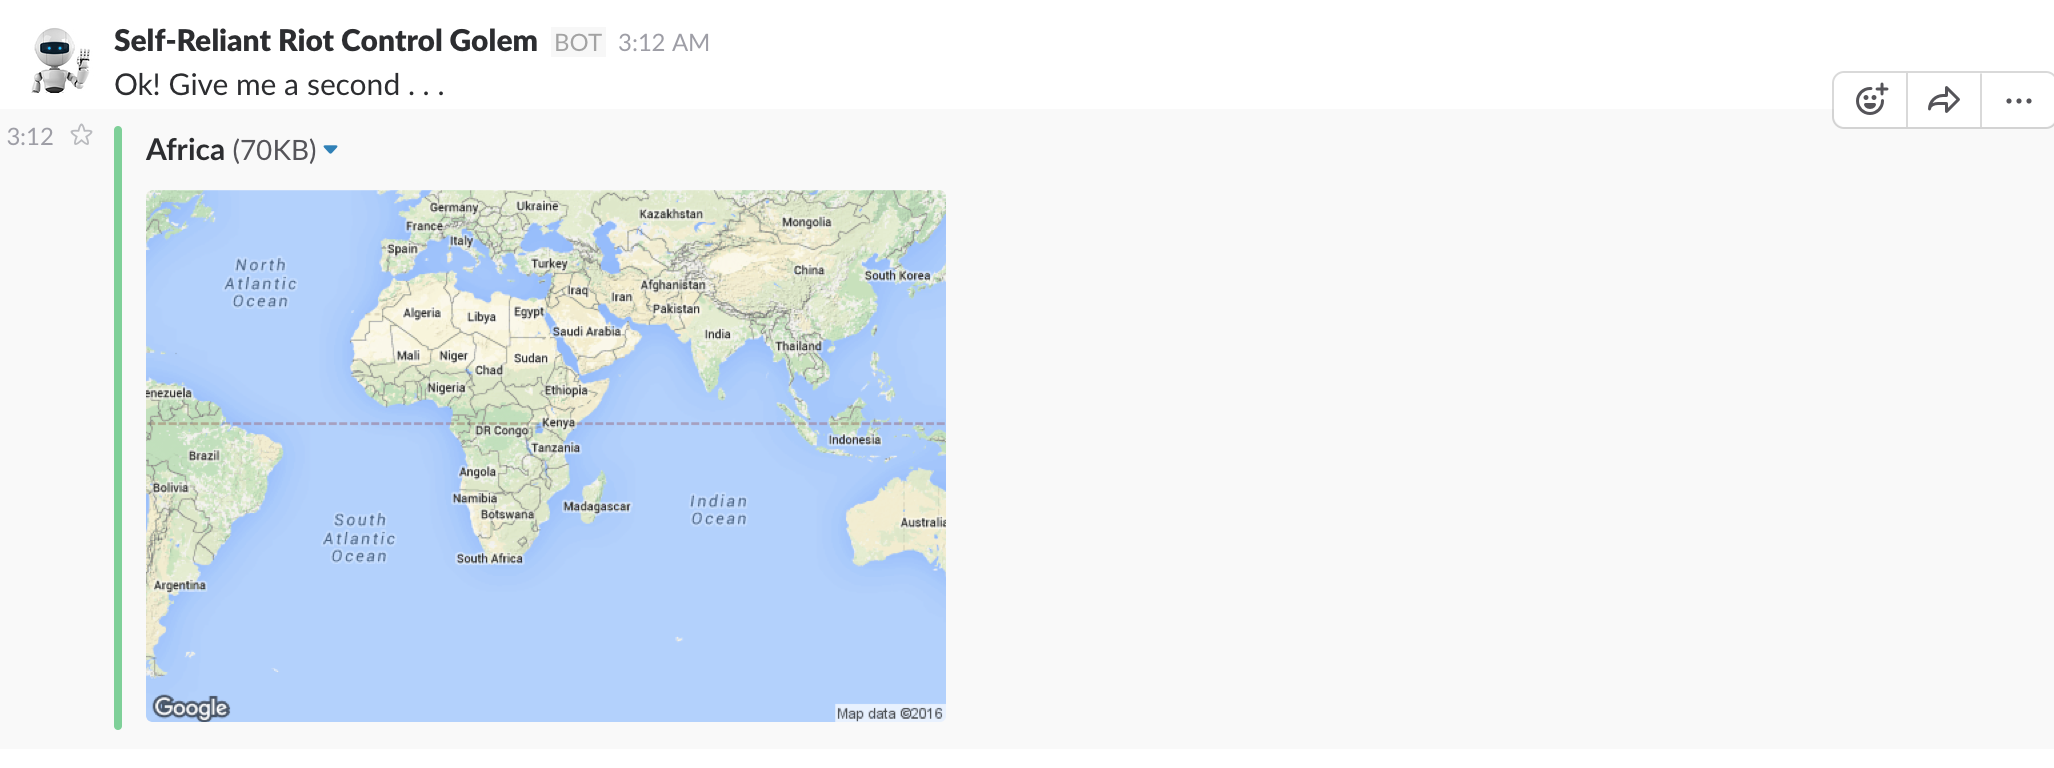 Self-Reliant Riot Control Golem BOT 3:12 AM
Ok! Give me a second . . .
3:12
Africa (70KB)
Germany
Ukraine
Kazakhstan
Mongolia
France
Italy
Spain
Turkey
China
South Korea
North
Atlantic
Ocean
Iraq
Iran
Afghanistan
Pakistan
Algeria
Libya
Egypt
Saudi Arabia
India
Thailand
Mali
Niger
Chad
Sudan
Nigeria
Ethiopia
enezuela
Kenya
DR Congo
Indonesia
Tanzania
Brazil
Angola
Bolivia
Namibia
Botswana
Madagascar
Indian
Ocean
South
Atlantic
Ocean
Australia
South Africa
Argentina
Google
Map data ©2016